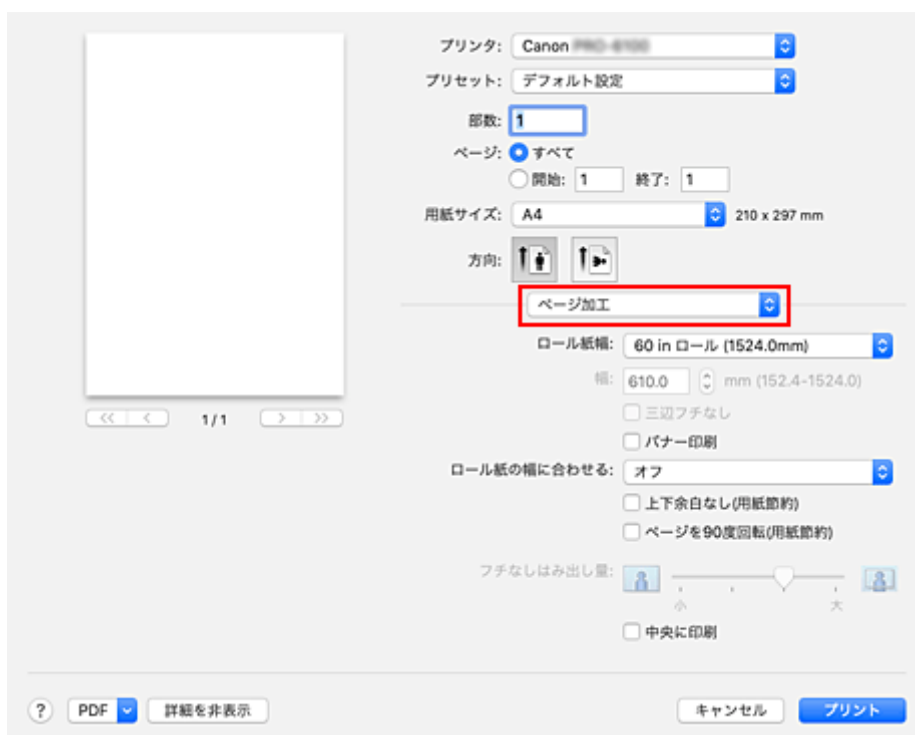 プリンタ: Canon
プリセット: デフォルト設定
部数: 1
ページ: すべて
開始: 1 終了: 1
用紙サイズ: A4 210 x 297 mm
方向:
ページ加工
ロール紙幅: 60 in ロール (1524.0mm)
幅: 610.0 mm (152.4-1524.0)
三辺フチなし
バナー印刷
ロール紙の幅に合わせる: オフ
上下余白なし(用紙節約)
ページを90度回転(用紙節約)
フチなしはみ出し量:
小 大
中央に印刷
1/1
? PDF 詳細を非表示 キャンセル プリント